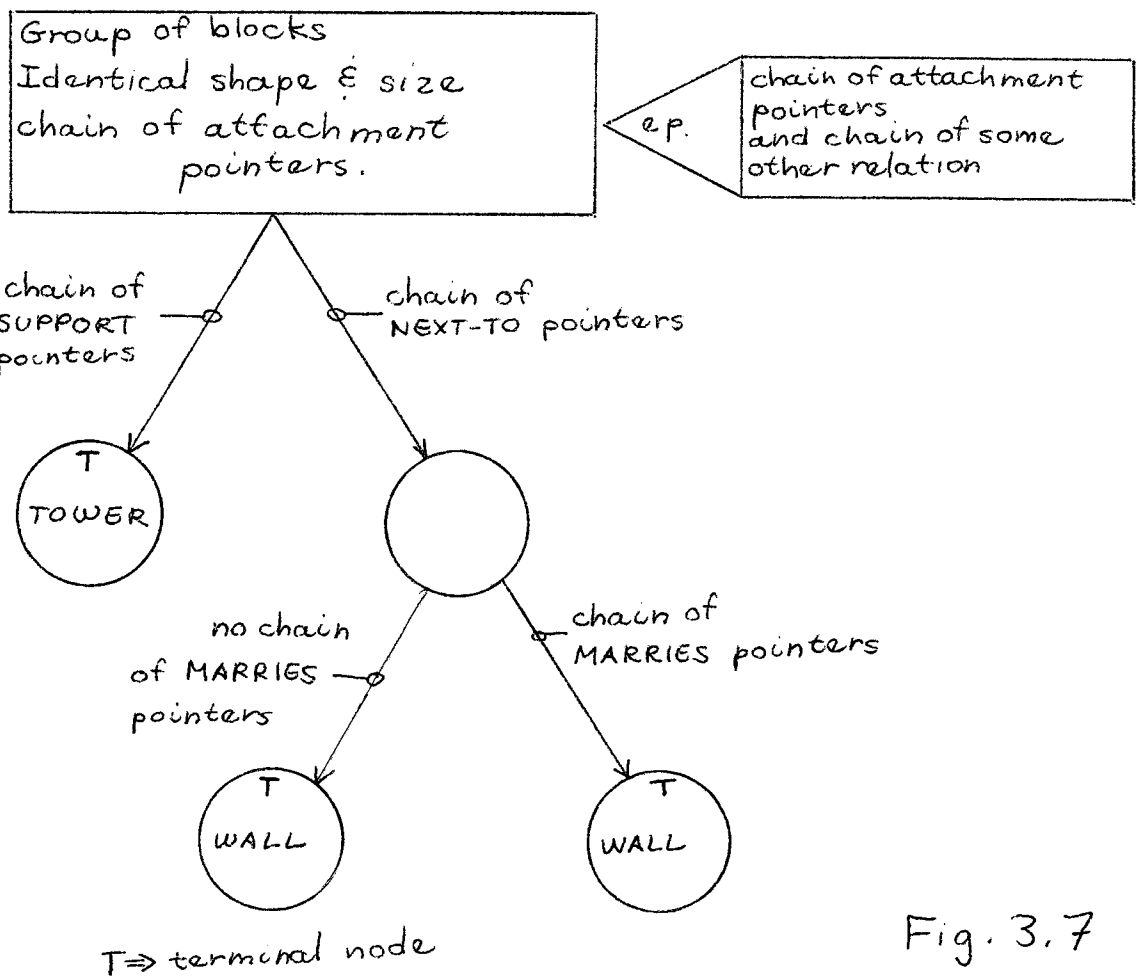 Group of blocks
Identical shape & size
chain of attachment
pointers.
e p.
chain of attachment
pointers
and chain of some
other relation
chain of
SUPPORT
pointers
chain of
NEXT-TO pointers
T
TOWER
no chain
of MARRIES
pointers
chain of
MARRIES pointers
T
WALL
T
WALL
T⇒ terminal node
Fig. 3.7